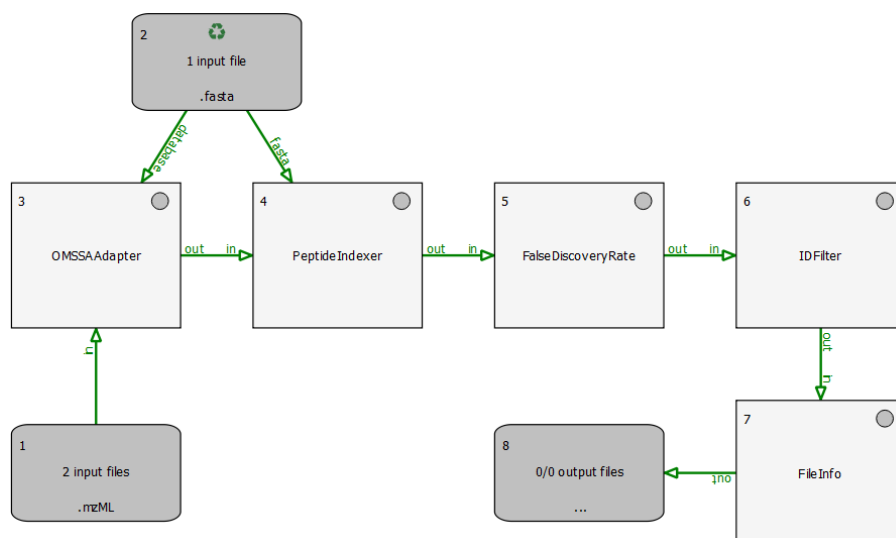 2
1 input file
.fasta
database
fasta
3
OMSSAAdapter
out in
4
PeptideIndexer
out in
5
FalseDiscoveryRate
out in
6
IDFilter
out
in
in
1
2 input files
.mzML
8
0/0 output files
...
out
7
FileInfo